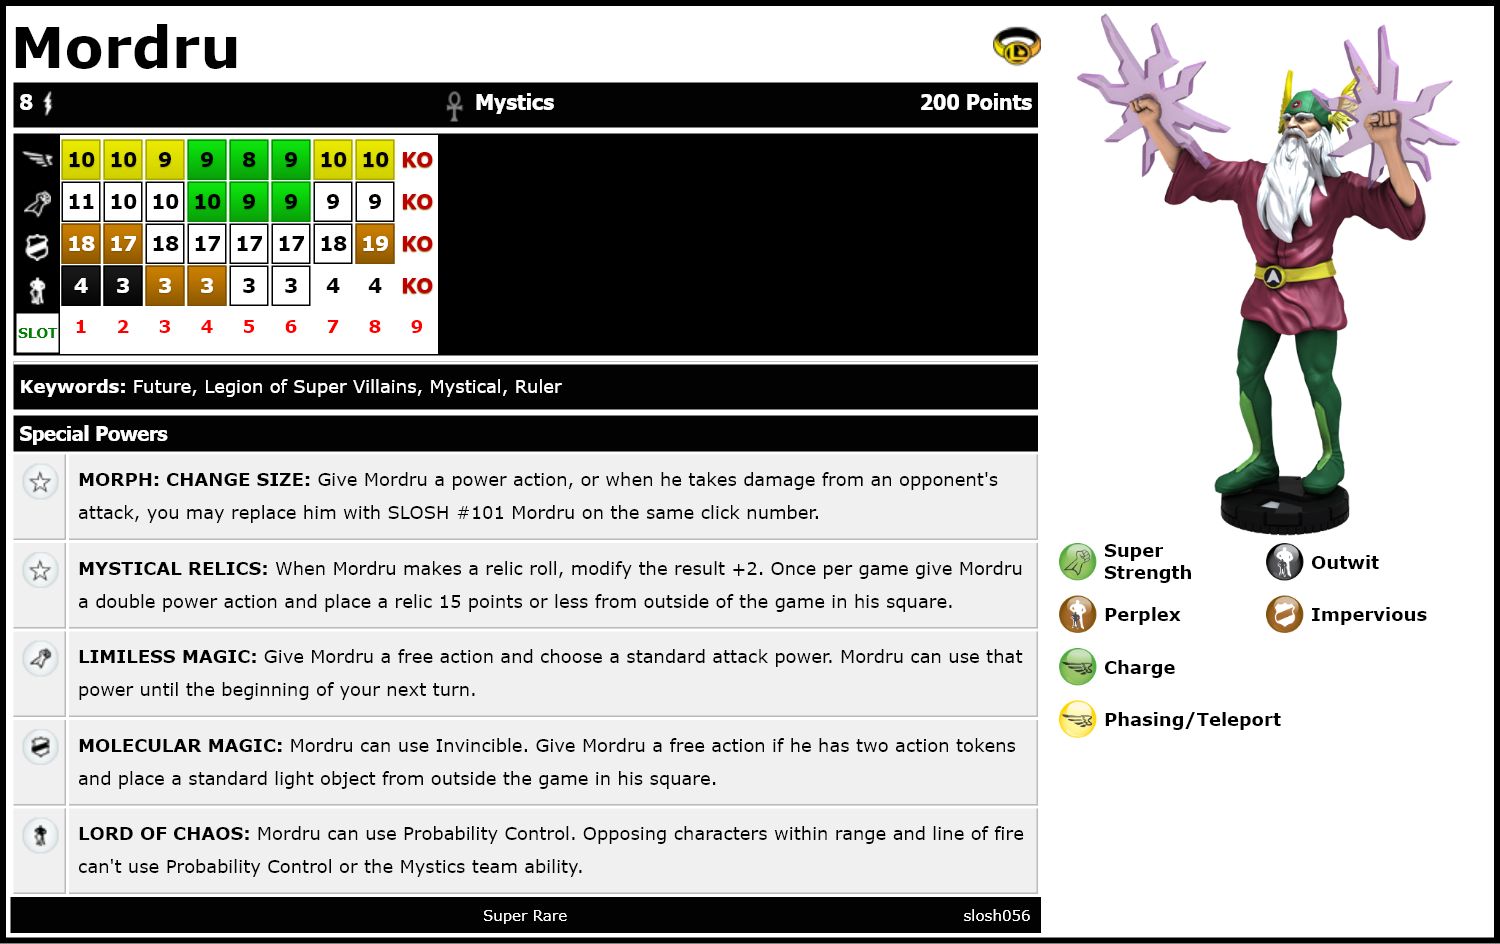 Mordru
8 Mystics 200 Points
10 10 9 9 8 9 10 10 KO
11 10 10 10 9 9 9 9 KO
18 17 18 17 17 17 18 19 KO
4 3 3 3 3 3 4 4 KO
SLOT 1 2 3 4 5 6 7 8 9
Keywords: Future, Legion of Super Villains, Mystical, Ruler
Special Powers
MORPH: CHANGE SIZE: Give Mordru a power action, or when he takes damage from an opponent's
attack, you may replace him with SLOSH #101 Mordru on the same click number.
MYSTICAL RELICS: When Mordru makes a relic roll, modify the result +2. Once per game give Mordru
a double power action and place a relic 15 points or less from outside of the game in his square.
LIMILESS MAGIC: Give Mordru a free action and choose a standard attack power. Mordru can use that
power until the beginning of your next turn.
MOLECULAR MAGIC: Mordru can use Invincible. Give Mordru a free action if he has two action tokens
and place a standard light object from outside the game in his square.
LORD OF CHAOS: Mordru can use Probability Control. Opposing characters within range and line of fire
can't use Probability Control or the Mystics team ability.
Super Rare slosh056
Super
Strength
Outwit
Perplex
Impervious
Charge
Phasing/Teleport